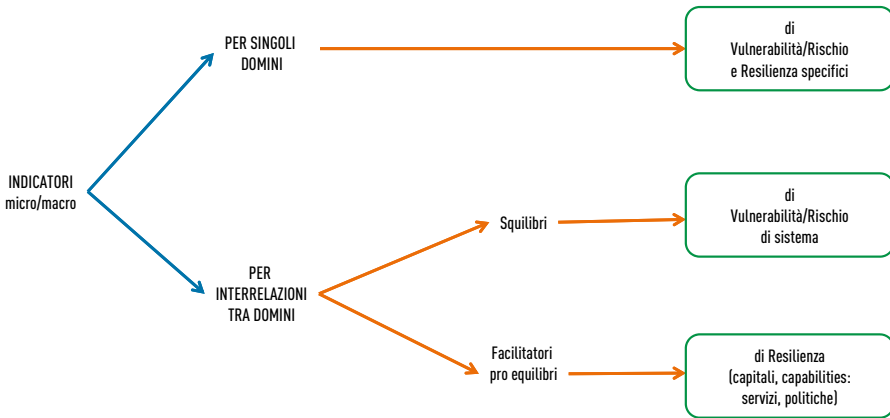 PER SINGOLI
DOMINI
di
Vulnerabilità/Rischio
e Resilienza specifici
INDICATORI
micro/macro
Squilibri
di
Vulnerabilità/Rischio
di sistema
PER
INTERRELAZIONI
TRA DOMINI
Facilitatori
pro equilibri
di Resilienza
(capitali, capabilities:
servizi, politiche)